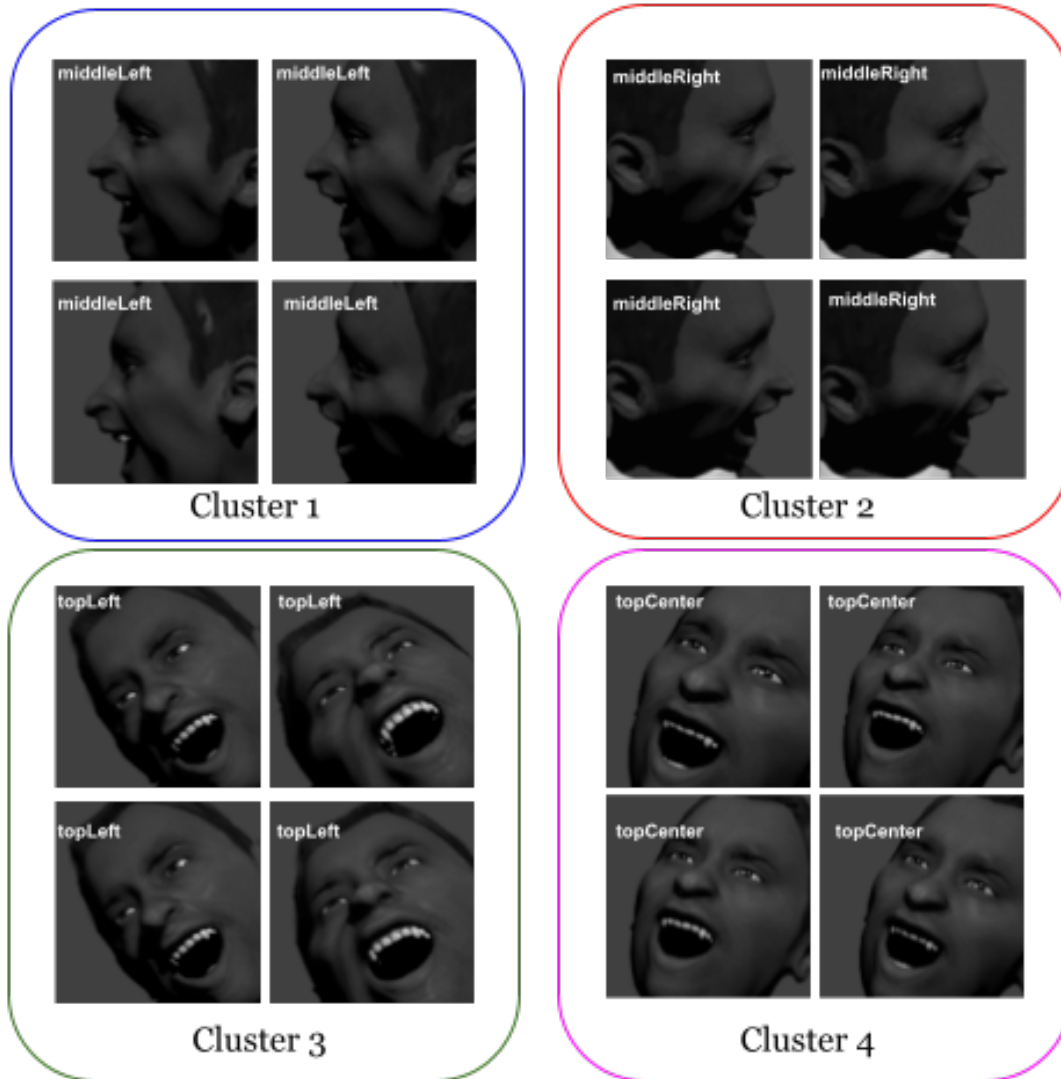 middleLeft
middleLeft
middleLeft
middleLeft
Cluster 1
middleRight
middleRight
middleRight
middleRight
Cluster 2
topLeft
topLeft
topLeft
topLeft
Cluster 3
topCenter
topCenter
topCenter
topCenter
Cluster 4